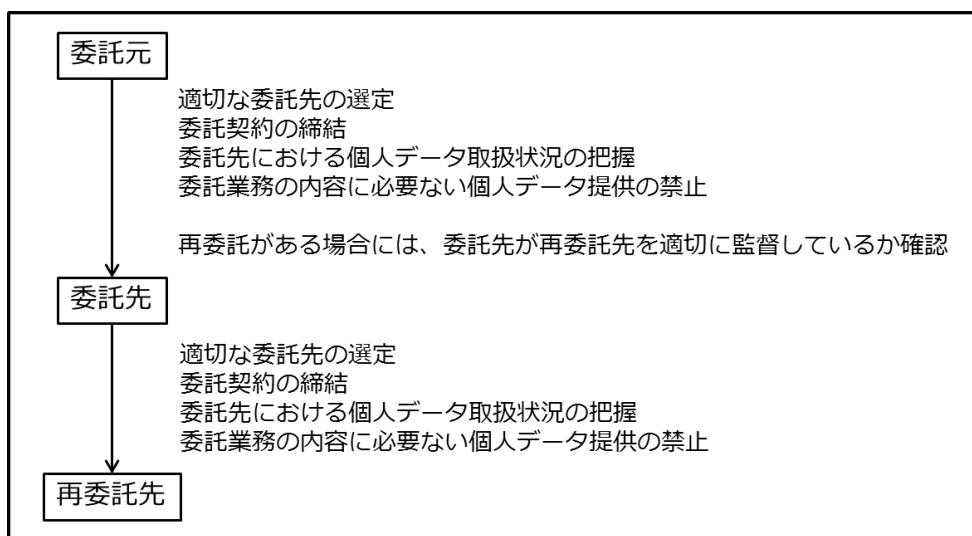 委託元
適切な委託先の選定
委託契約の締結
委託先における個人データ取扱状況の把握
委託業務の内容に必要ない個人データ提供の禁止
再委託がある場合には、委託先が再委託先を適切に監督しているか確認
委託先
適切な委託先の選定
委託契約の締結
委託先における個人データ取扱状況の把握
委託業務の内容に必要ない個人データ提供の禁止
再委託先